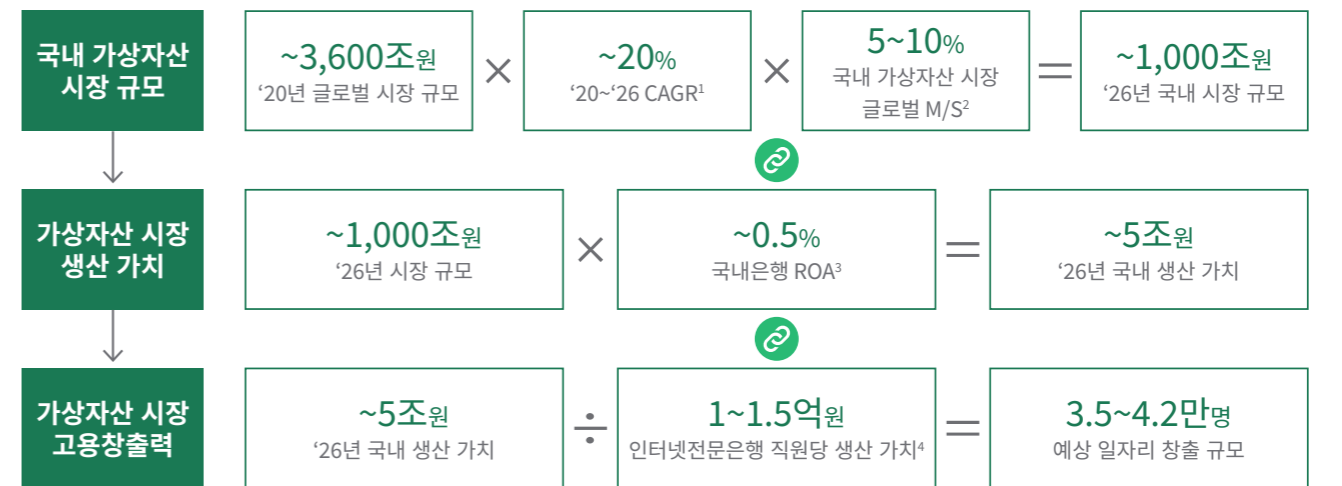 국내 가상자산
시장 규모
~3,600조원
‘20년 글로벌 시장 규모
×
~20%
‘20~‘26 CAGR1
×
5~10%
국내 가상자산 시장
글로벌 M/S2
=
~1,000조원
‘26년 국내 시장 규모
가상자산 시장
생산 가치
~1,000조원
‘26년 시장 규모
×
~0.5%
국내은행 ROA3
=
~5조원
‘26년 국내 생산 가치
가상자산 시장
고용창출력
~5조원
‘26년 국내 생산 가치
÷
1~1.5억원
인터넷전문은행 직원당 생산 가치4
=
3.5~4.2만명
예상 일자리 창출 규모